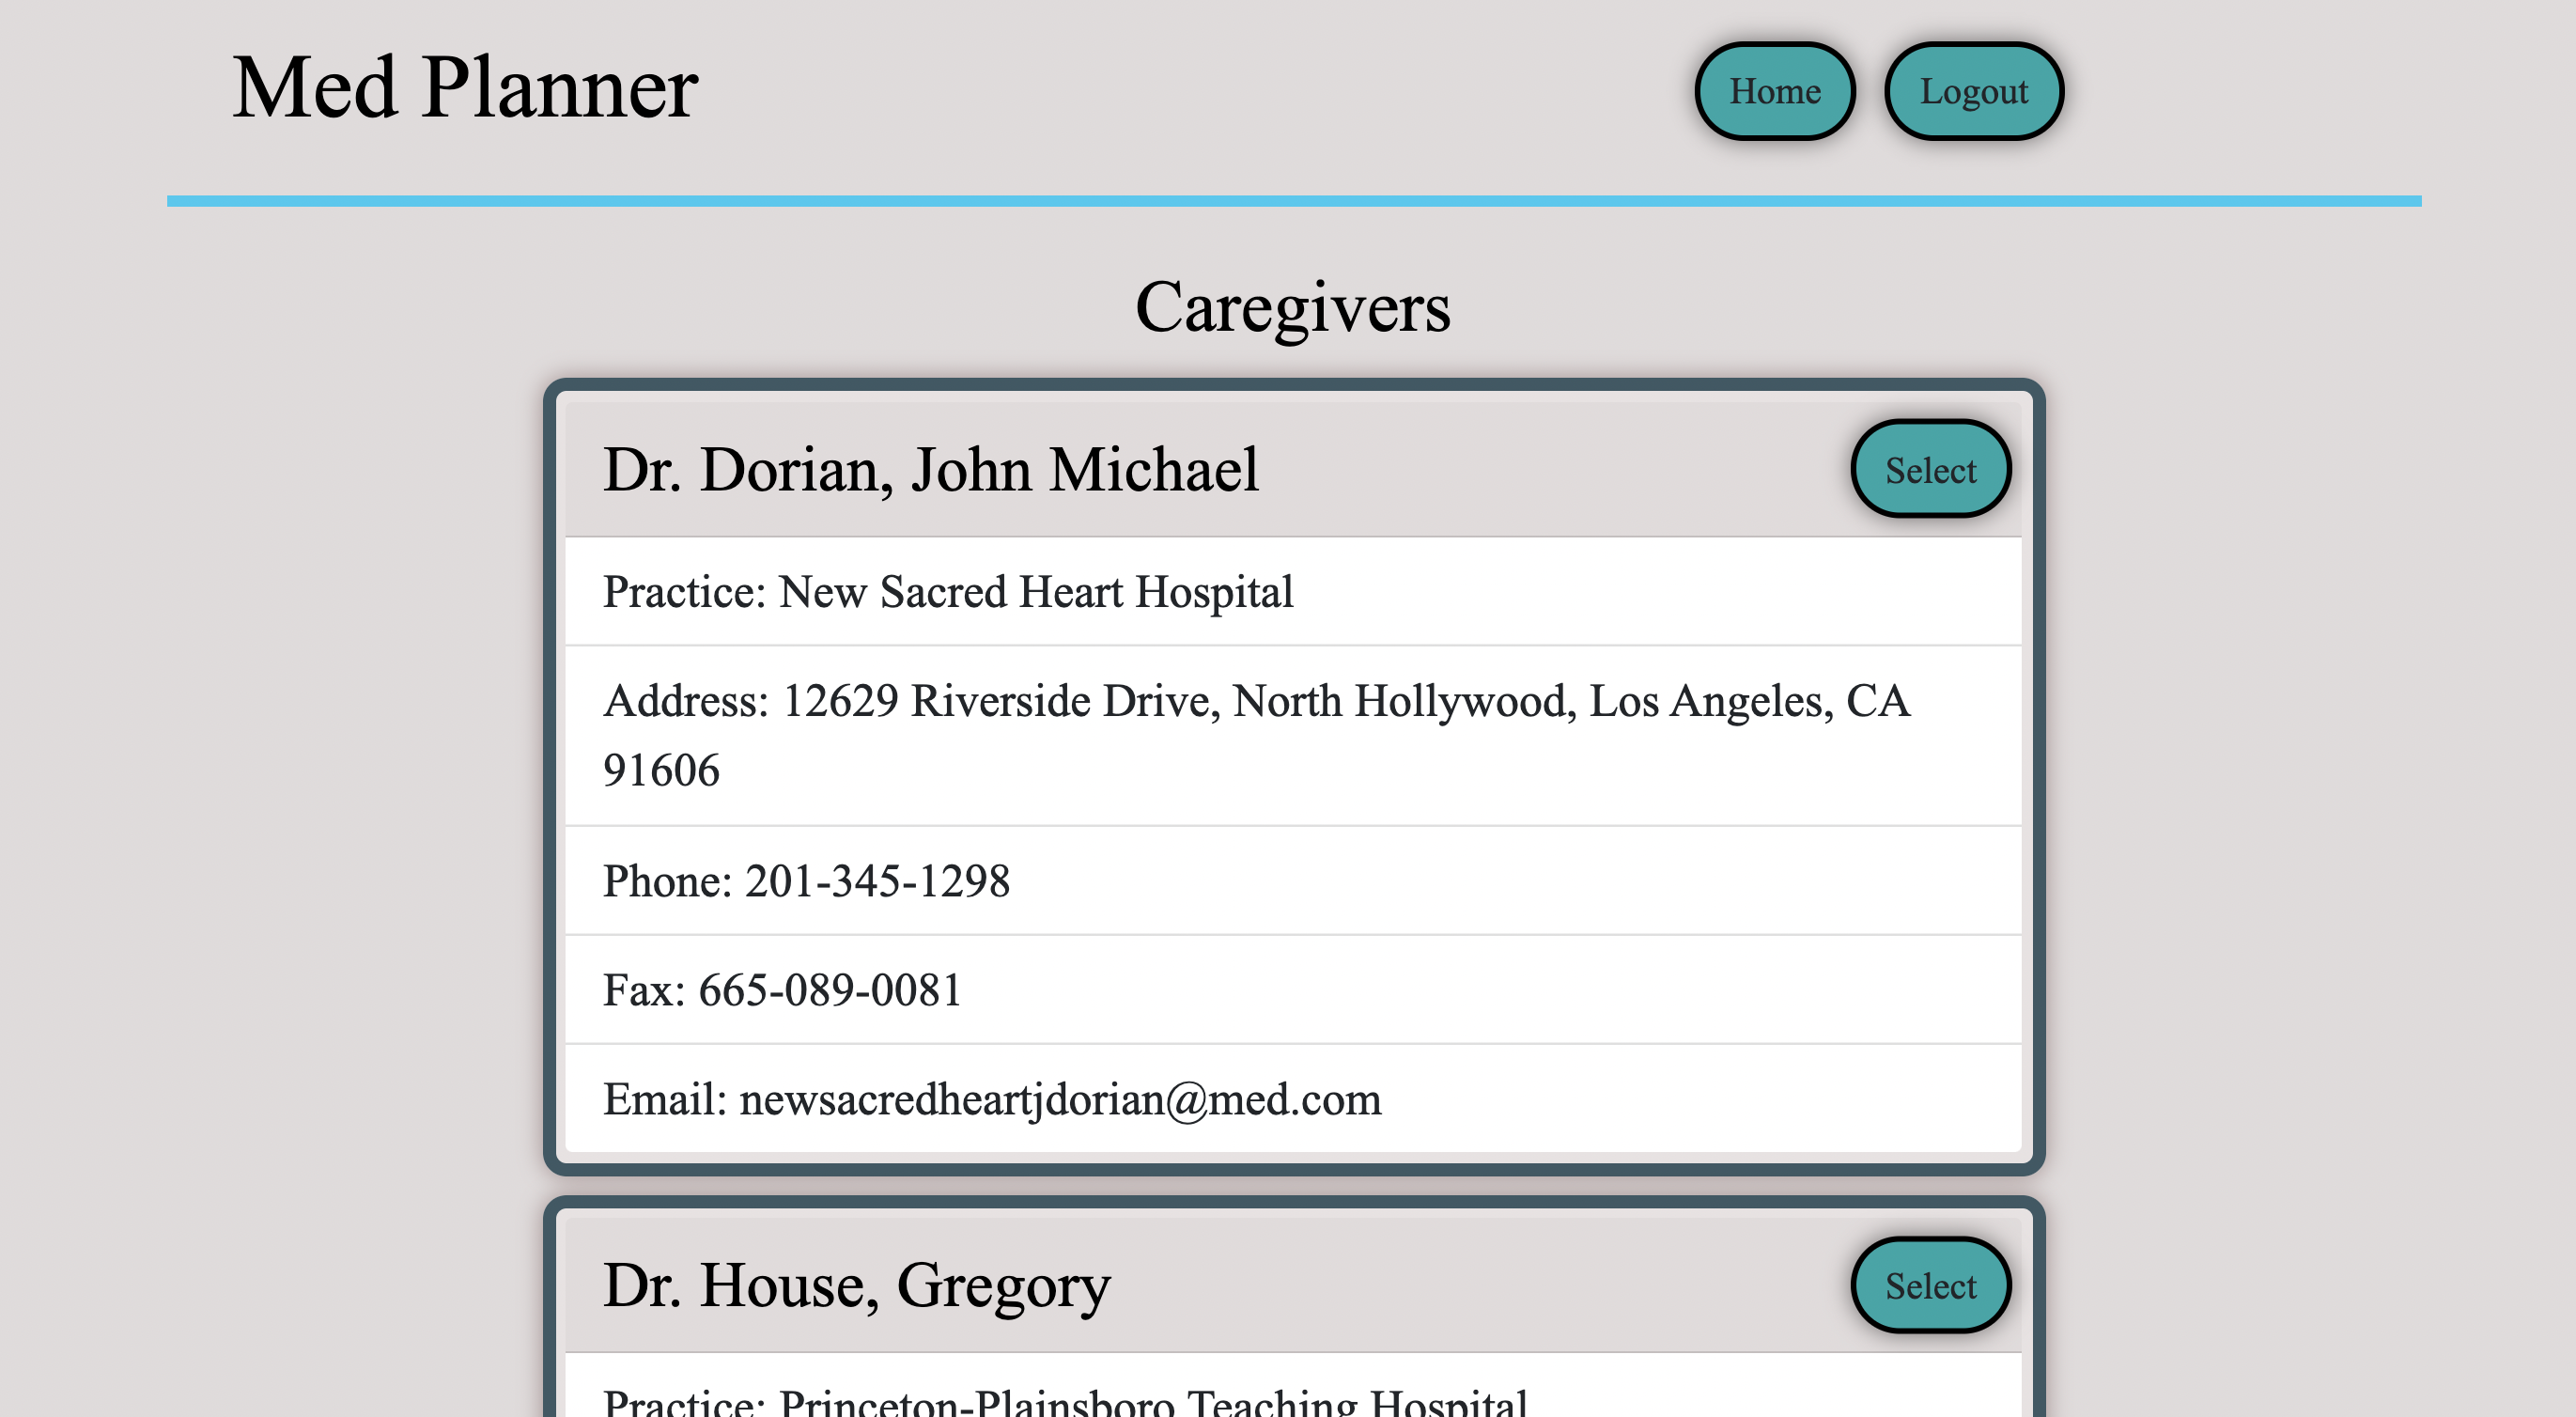 Med Planner
Home
Logout
Caregivers
Dr. Dorian, John Michael
Select
Practice: New Sacred Heart Hospital
Address: 12629 Riverside Drive, North Hollywood, Los Angeles, CA
91606
Phone: 201-345-1298
Fax: 665-089-0081
Email: newsacredheartjdorian@med.com
Dr. House, Gregory
Select
Practice: Princeton-Plainsboro Teaching Hospital